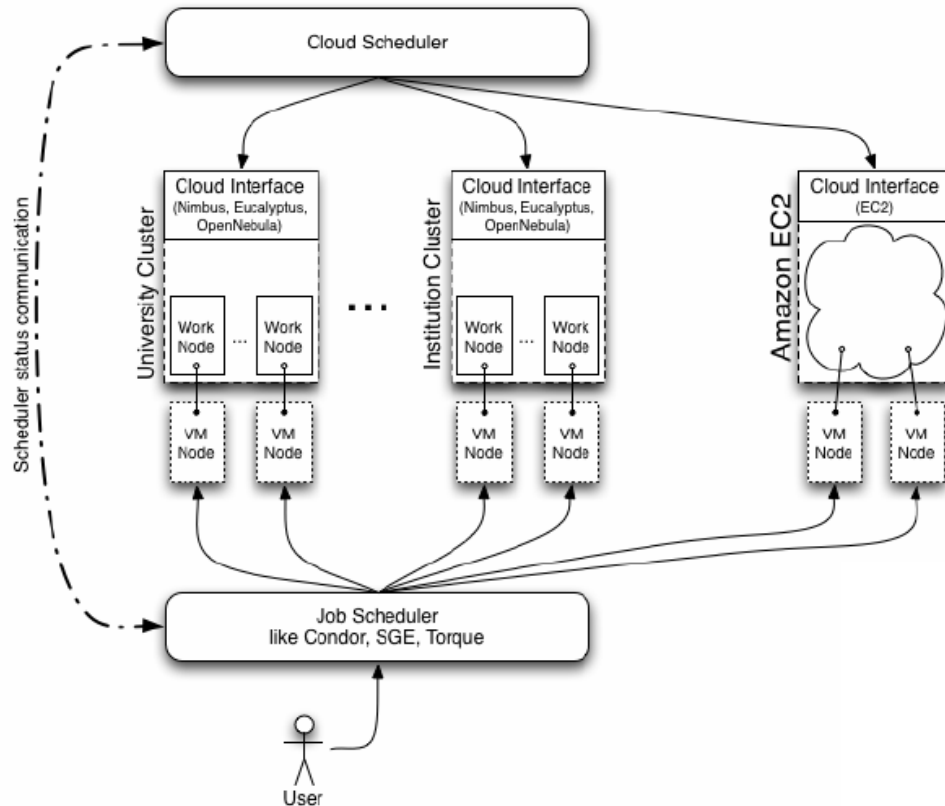 Cloud Scheduler
Scheduler status communication
University Cluster
Cloud Interface
(Nimbus, Eucalyptus,
OpenNebula)
Work
Node
...
Work
Node
VM
Node
VM
Node
...
Institution Cluster
Cloud Interface
(Nimbus, Eucalyptus,
OpenNebula)
Work
Node
...
Work
Node
VM
Node
VM
Node
Amazon EC2
Cloud Interface
(EC2)
VM
Node
VM
Node
Job Scheduler
like Condor, SGE, Torque
User